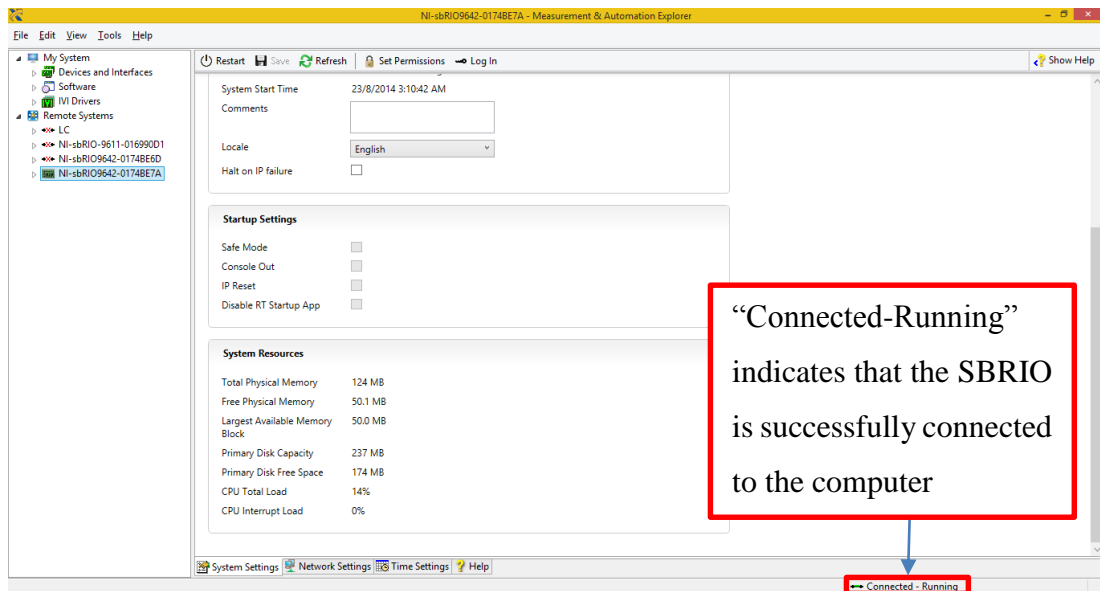 NI-sbRIO9642-0174BE7A - Measurement & Automation Explorer
File Edit View Tools Help
My System
Devices and Interfaces
Software
IVI Drivers
Remote Systems
LC
NI-sbRIO-9611-016990D1
NI-sbRIO9642-0174BE6D
NI-sbRIO9642-0174BE7A
Restart Save Refresh Set Permissions Log In Show Help
System Start Time 23/8/2014 3:10:42 AM
Comments
Locale English
Halt on IP failure
Startup Settings
Safe Mode
Console Out
IP Reset
Disable RT Startup App
System Resources
Total Physical Memory 124 MB
Free Physical Memory 50.1 MB
Largest Available Memory 50.0 MB
Block
Primary Disk Capacity 237 MB
Primary Disk Free Space 174 MB
CPU Total Load 14%
CPU Interrupt Load 0%
“Connected-Running”
indicates that the SBRIO
is successfully connected
to the computer
System Settings Network Settings Time Settings Help
Connected - Running